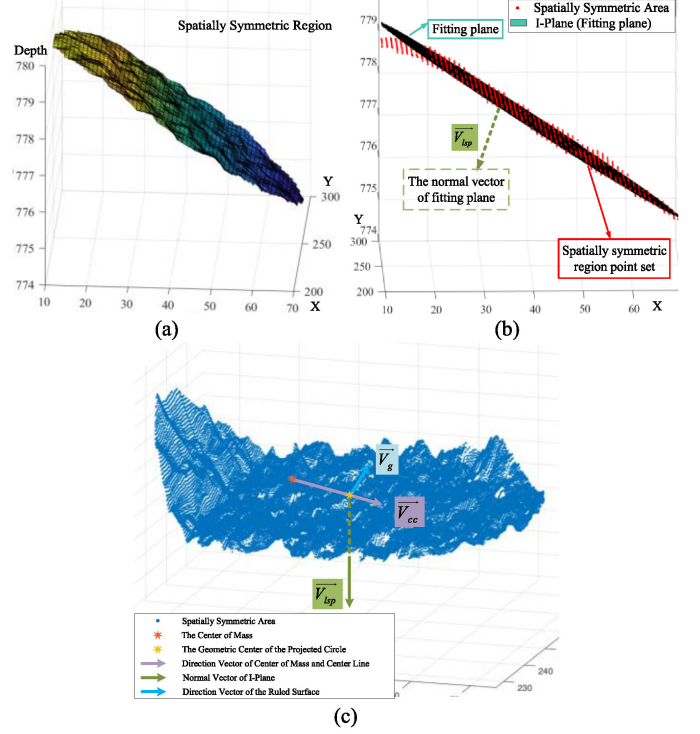 Spatially Symmetric Region
Depth
780
779
778
777
776
775
774
10
20
30
40
50
60
70
X
Y
300
250
200
(a)
Spatially Symmetric Area
I-Plane (Fitting plane)
Fitting plane
779
778
777
776
775
774
V_lsp
The normal vector
of fitting plane
Spatially symmetric
region point set
Y
300
250
200
10
20
30
40
50
60
X
(b)
V_g
V_cc
V_lsp
Spatially Symmetric Area
The Center of Mass
The Geometric Center of the Projected Circle
Direction Vector of Center of Mass and Center Line
Normal Vector of I-Plane
Direction Vector of the Ruled Surface
240
230
(c)